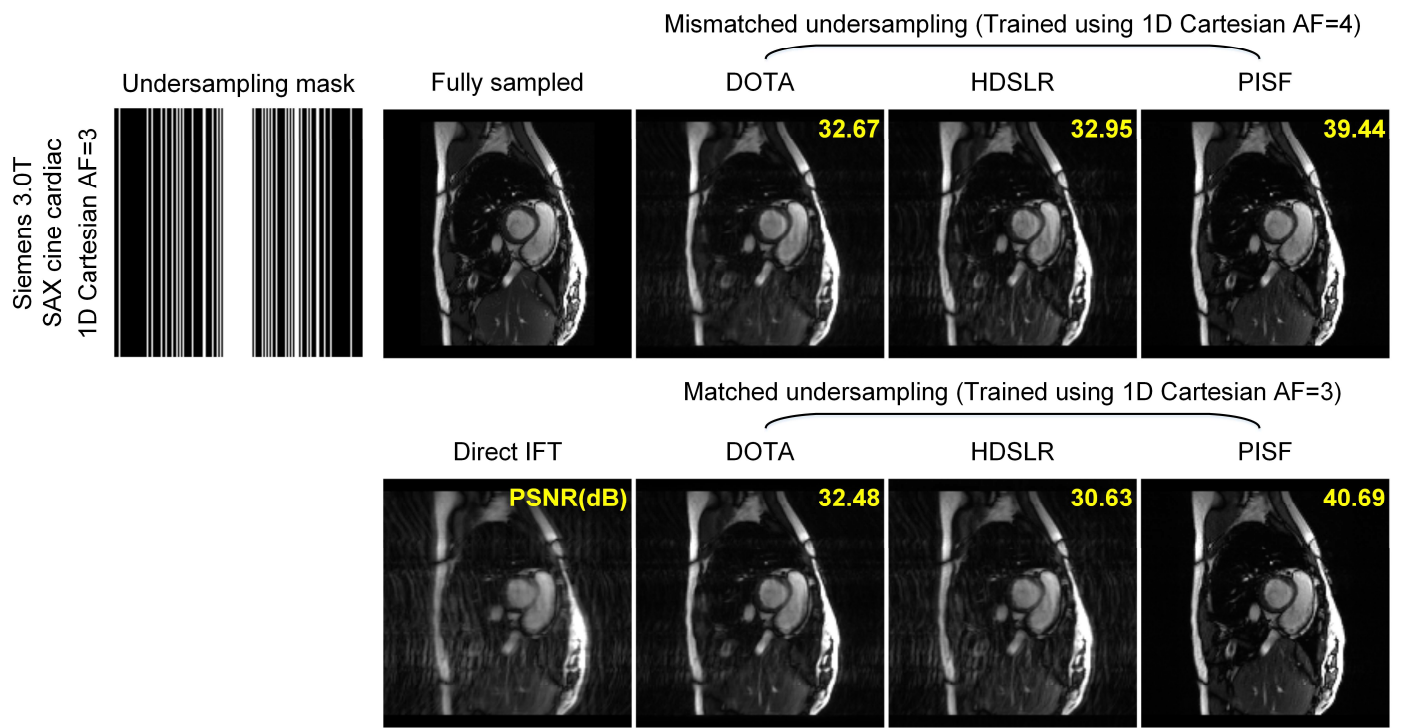 Mismatched undersampling (Trained using 1D Cartesian AF=4)
Undersampling mask
Fully sampled
DOTA
HDSLR
PISF
Siemens 3.0T
SAX cine cardiac
1D Cartesian AF=3
32.67
32.95
39.44
Matched undersampling (Trained using 1D Cartesian AF=3)
Direct IFT
DOTA
HDSLR
PISF
PSNR(dB)
32.48
30.63
40.69